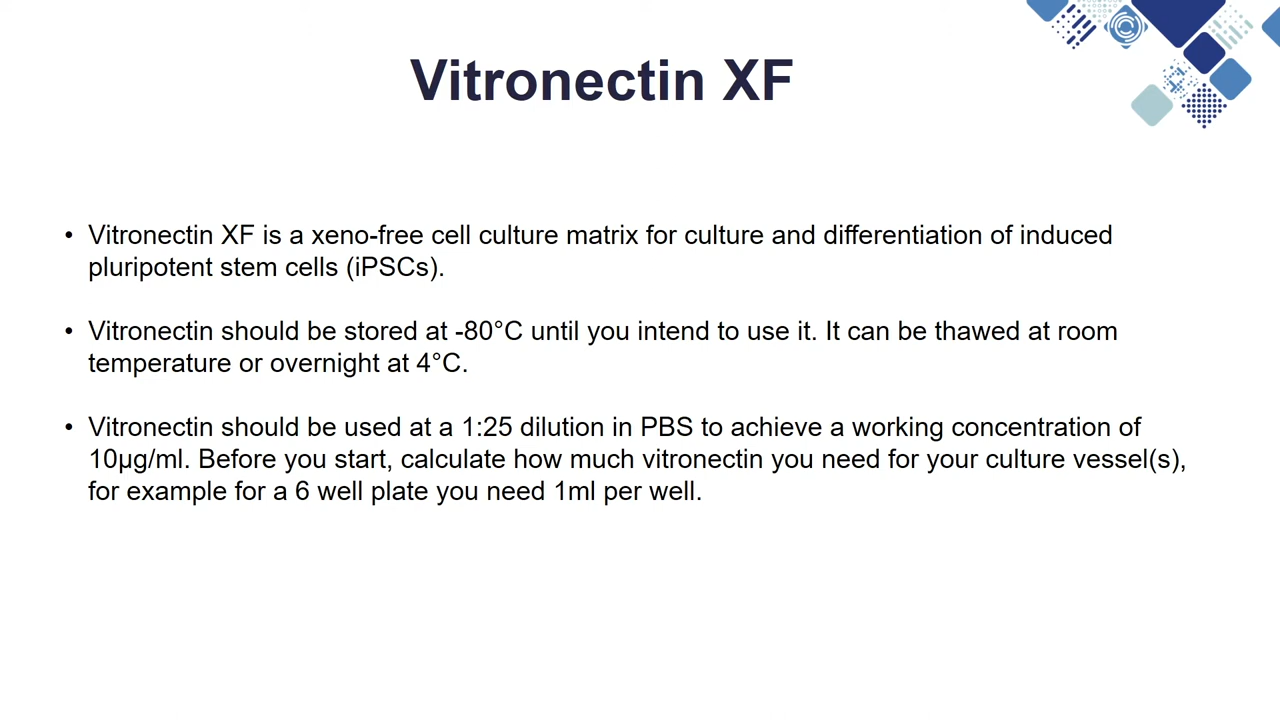 Vitronectin XF
• Vitronectin XF is a xeno-free cell culture matrix for culture and differentiation of induced
pluripotent stem cells (iPSCs).
• Vitronectin should be stored at -80°C until you intend to use it. It can be thawed at room
temperature or overnight at 4°C.
• Vitronectin should be used at a 1:25 dilution in PBS to achieve a working concentration of
10µg/ml. Before you start, calculate how much vitronectin you need for your culture vessel(s),
for example for a 6 well plate you need 1ml per well.